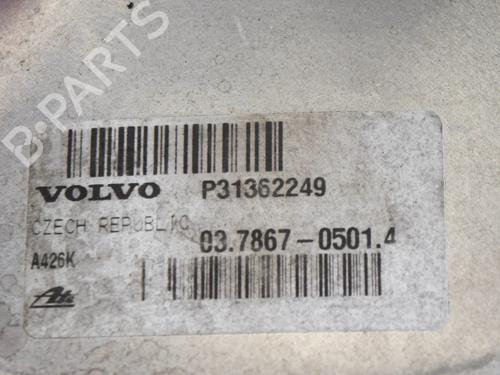 VOLVO P31362249
CZECH REPUBLIC
03.7867-0501.4
A426K
Ate
B-PARTS